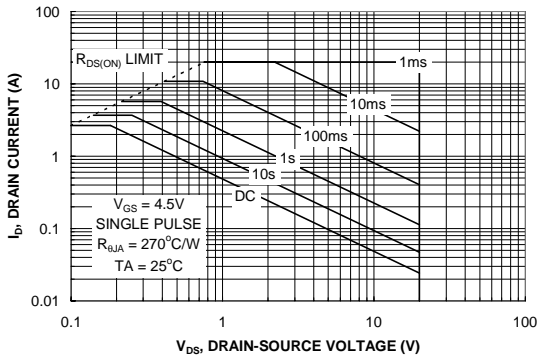 100
10
1
0.1
0.01
I_D, DRAIN CURRENT (A)
R_DS(ON) LIMIT
1ms
10ms
100ms
1s
10s
DC
V_GS = 4.5V
SINGLE PULSE
R_θJA = 270°C/W
TA = 25°C
0.1
1
10
100
V_DS, DRAIN-SOURCE VOLTAGE (V)